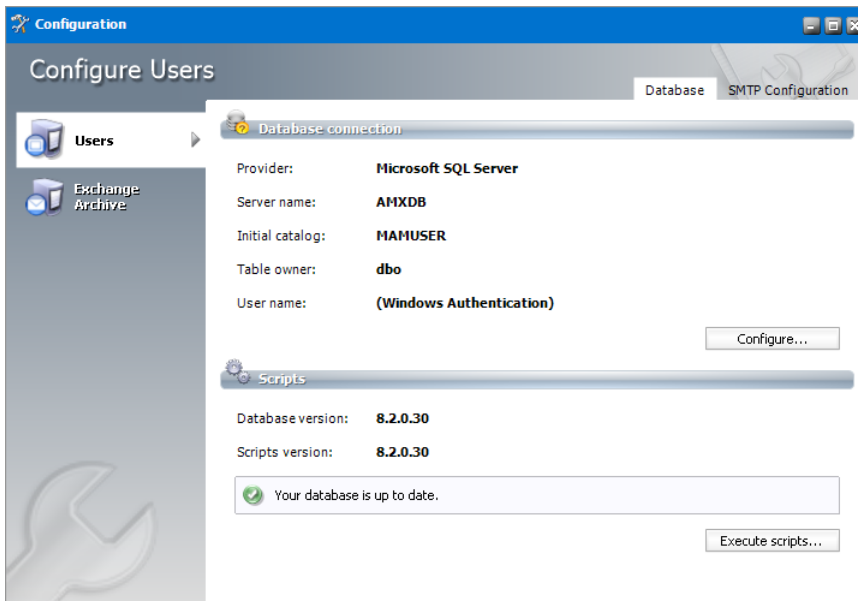 Configuration
Configure Users
Database SMTP Configuration
Users
Exchange
Archive
Database connection
Provider: Microsoft SQL Server
Server name: AMXDB
Initial catalog: MAMUSER
Table owner: dbo
User name: (Windows Authentication)
Configure...
Scripts
Database version: 8.2.0.30
Scripts version: 8.2.0.30
Your database is up to date.
Execute scripts...